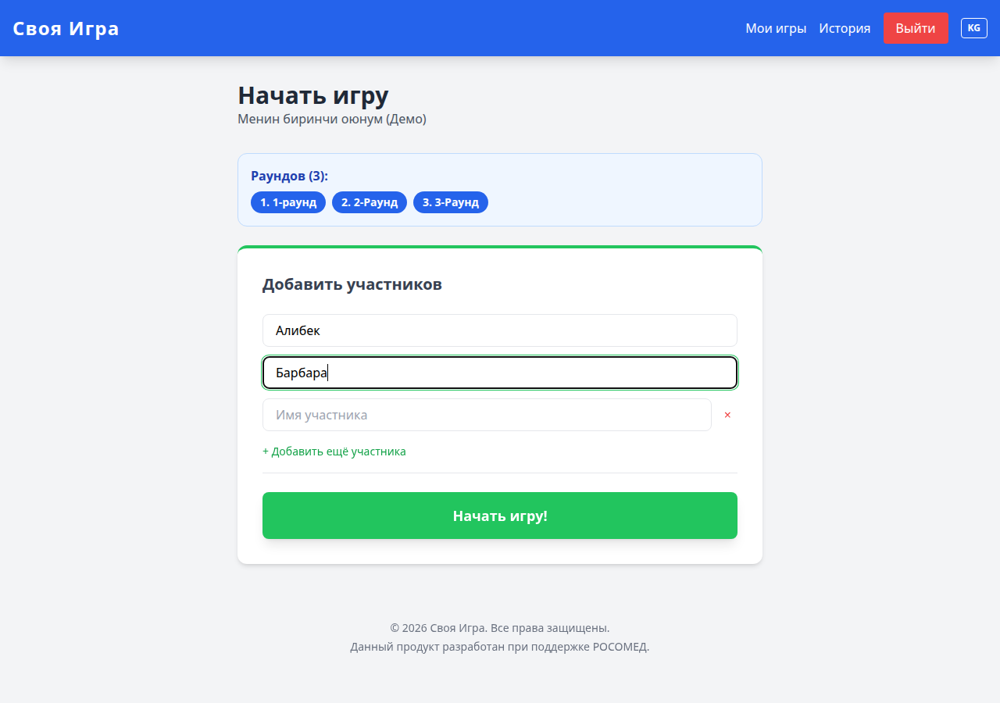 Своя Игра
Мои игры История Выйти KG
Начать игру
Менин биринчи оюнум (Демо)
Раундов (3):
1. 1-раунд 2. 2-Раунд 3. 3-Раунд
Добавить участников
Алибек
Барбара
Имя участника ×
+ Добавить ещё участника
Начать игру!
© 2026 Своя Игра. Все права защищены.
Данный продукт разработан при поддержке РОСОМЕД.